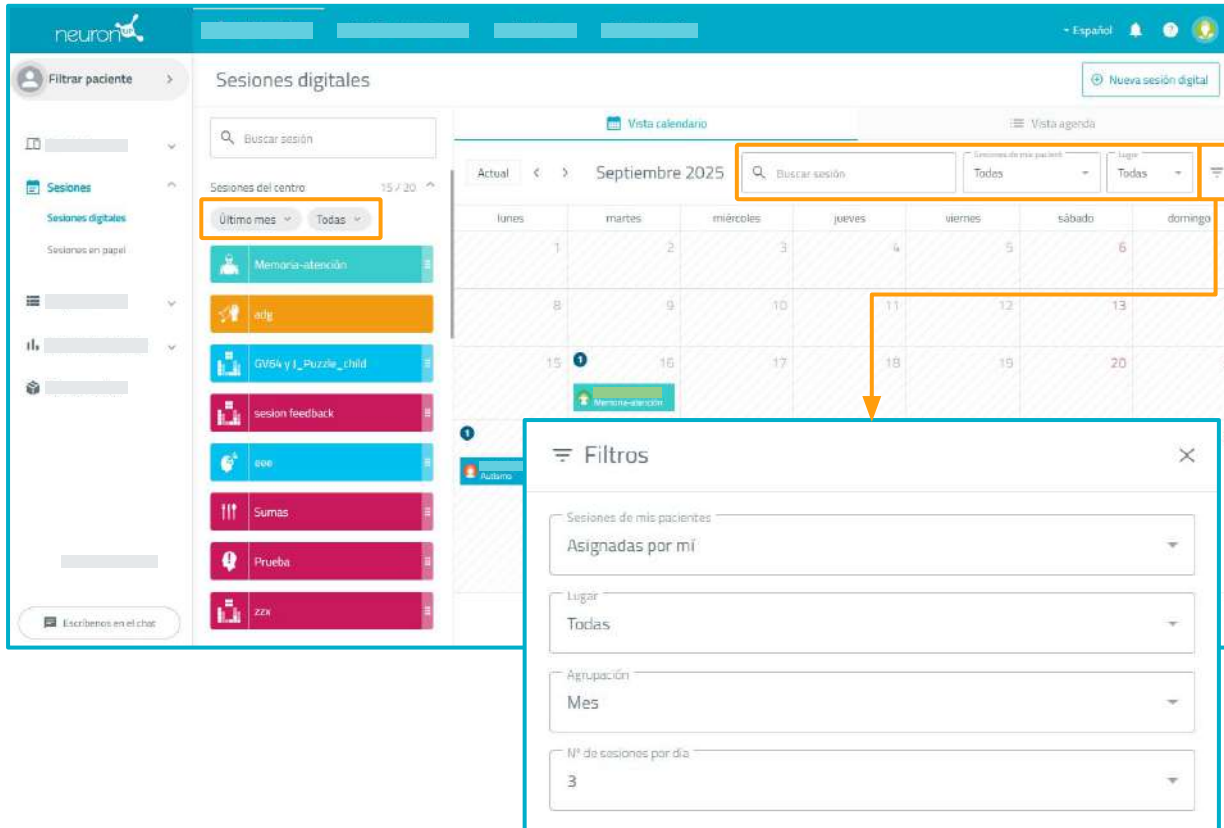 neuronUP
Español
Filtrar paciente
Sesiones digitales
Nueva sesión digital
Sesiones
Sesiones digitales
Sesiones en papel
Escríbenos en el chat
Buscar sesión
Sesiones del centro 15 / 20
Último mes Todas
Memoria-atención
adg
GV64 y I_Puzzle_child
sesion feedback
eee
Sumas
Prueba
zzx
Vista calendario Vista agenda
Actual < > Septiembre 2025
Buscar sesión
Sesiones de mis pacient
Todas
Lugar
Todas
lunes martes miércoles jueves viernes sábado domingo
1 2 3 4 5 6
8 9 10 11 12 13
15 1 16 17 18 19 20
Memoria-atención
1
Autismo
Filtros
Sesiones de mis pacientes
Asignadas por mí
Lugar
Todas
Agrupación
Mes
Nº de sesiones por día
3